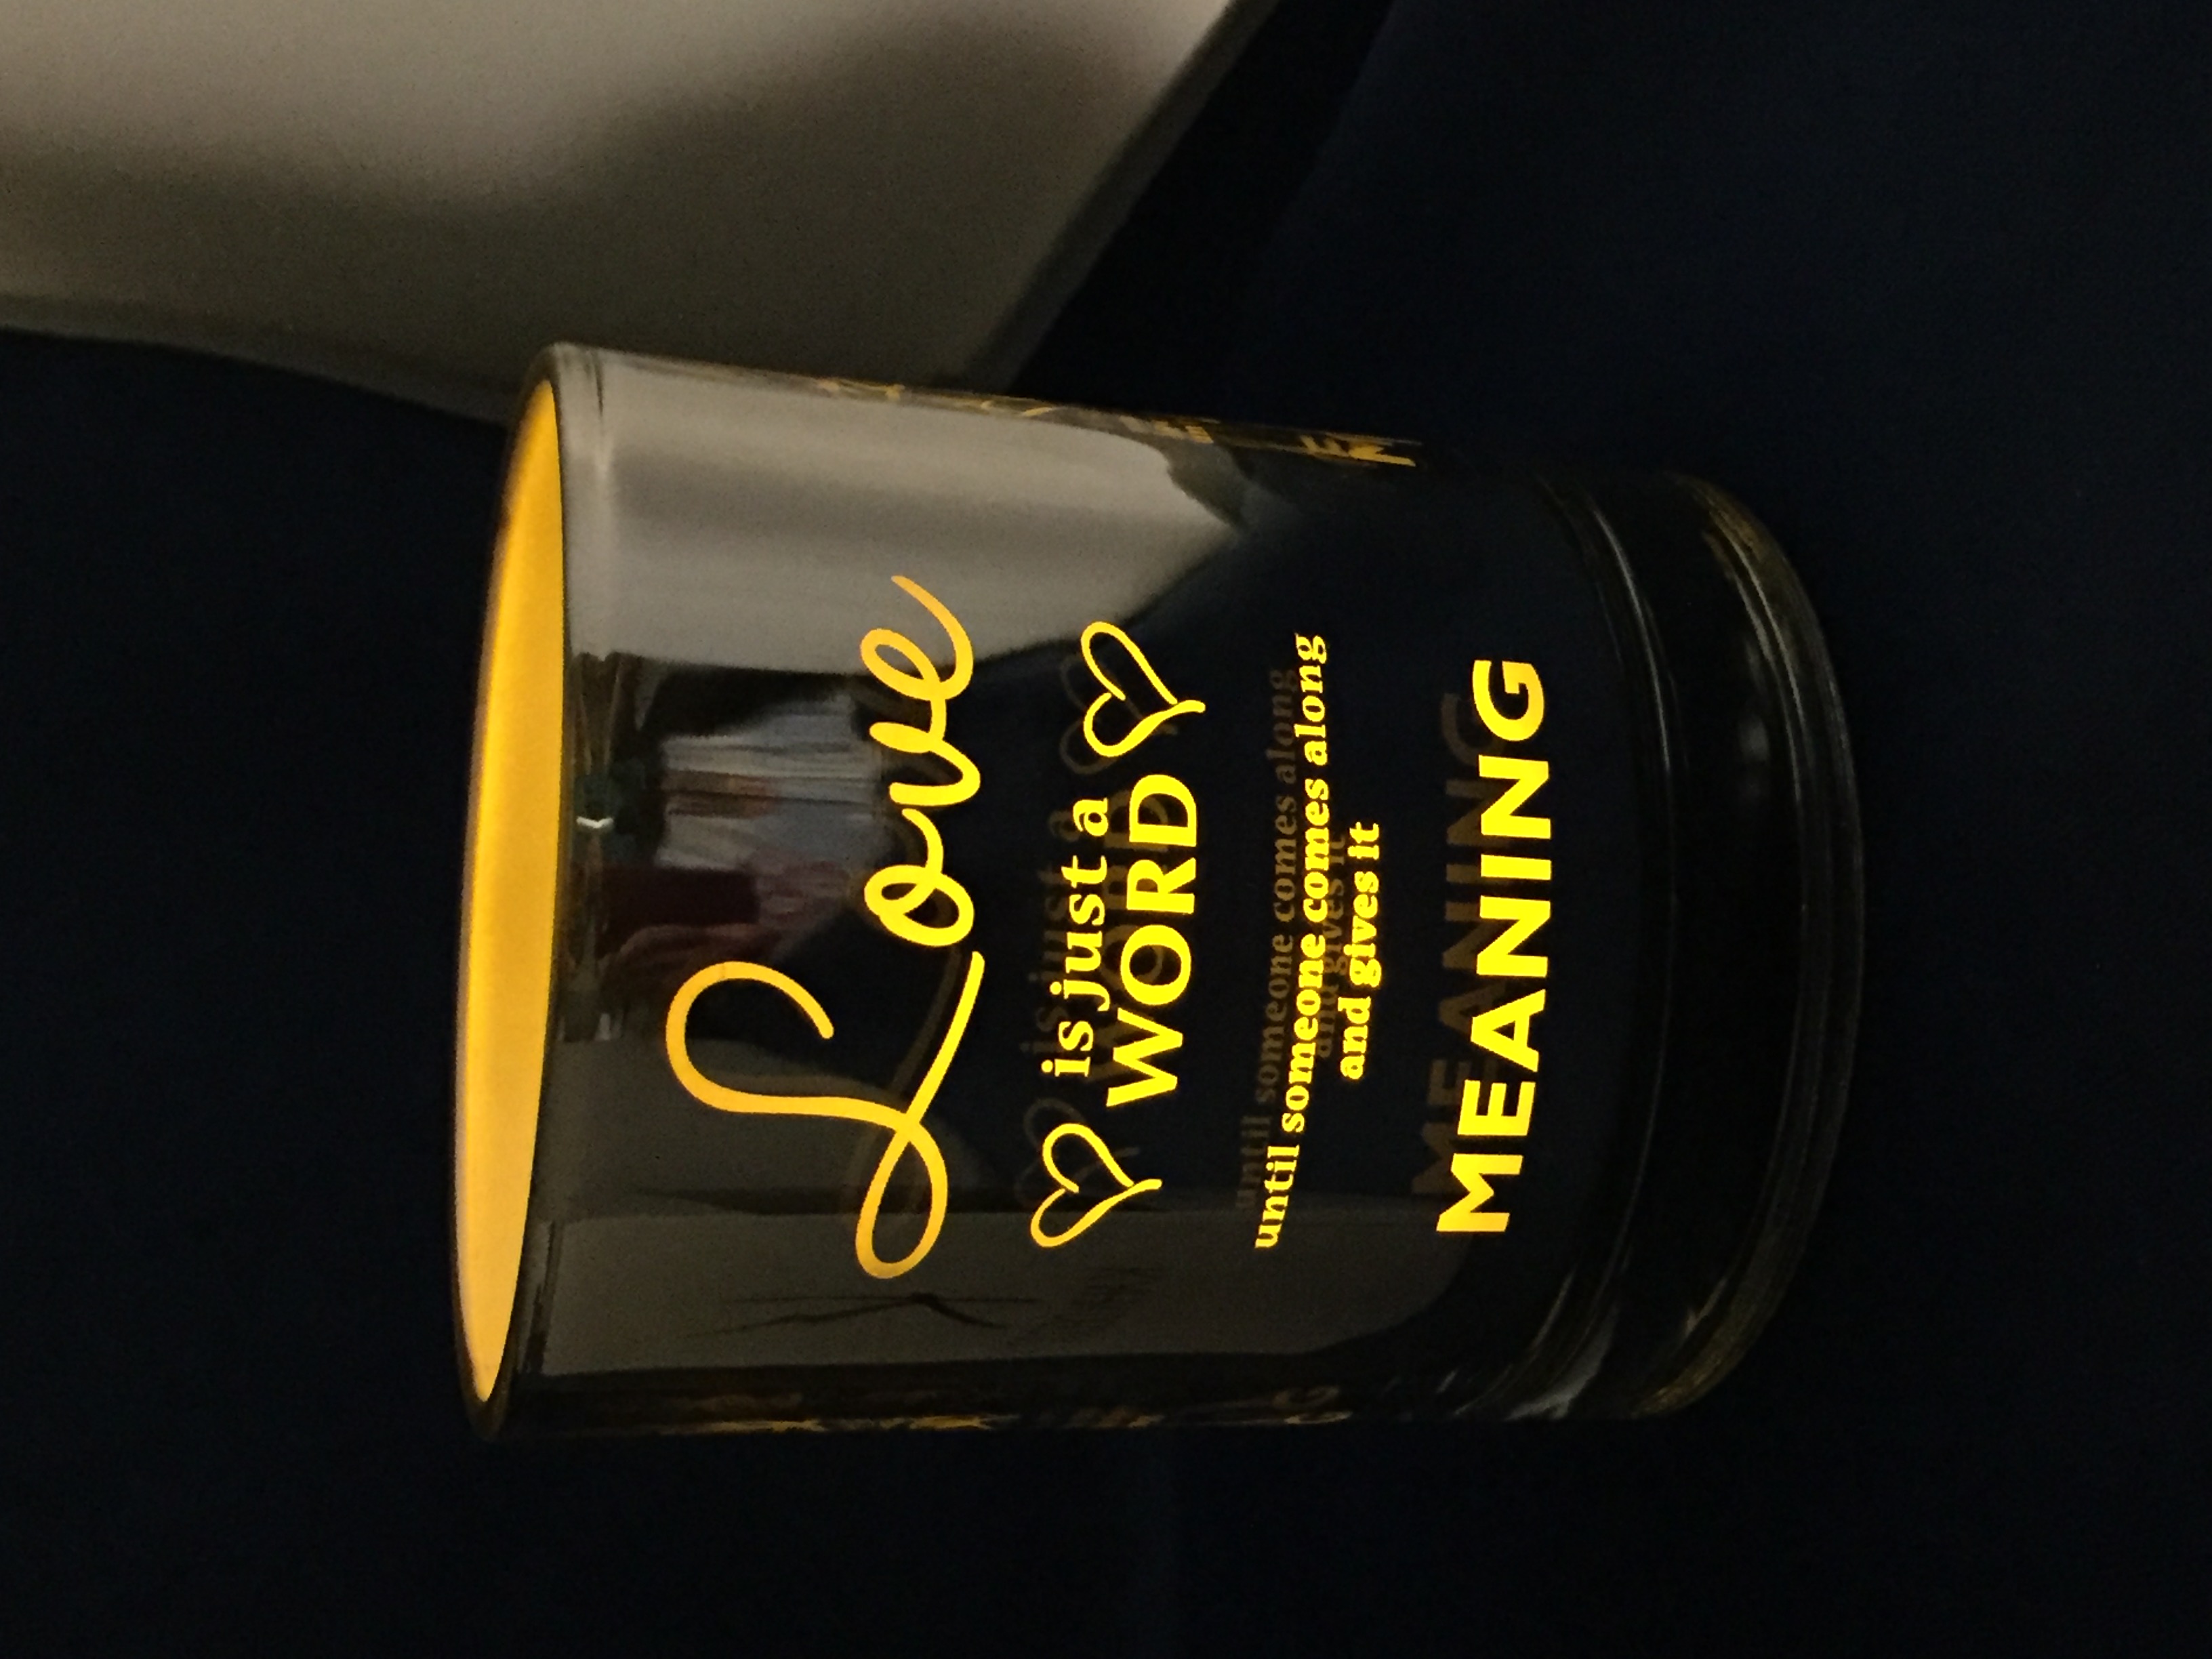 Love
is just a
WORD
until someone comes along
and gives it
MEANING